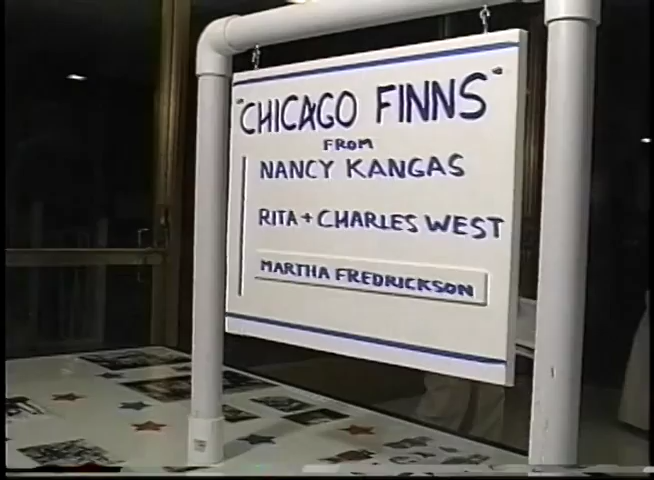 "CHICAGO FINNS"
FROM
NANCY KANGAS
RITA + CHARLES WEST
MARTHA FREDRICKSON